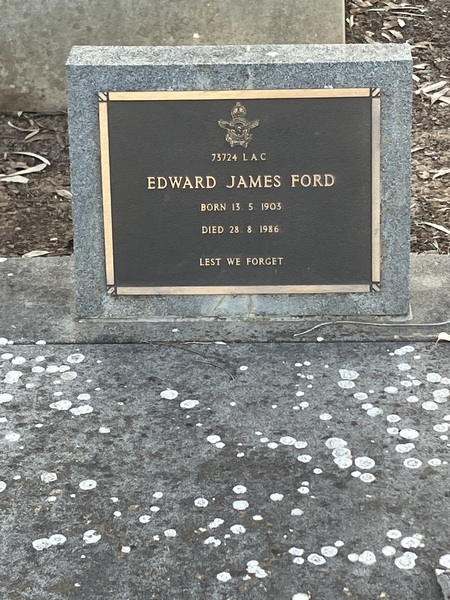 73724 L.A.C.
EDWARD JAMES FORD
BORN 13. 5. 1903
DIED 28. 8. 1986
LEST WE FORGET